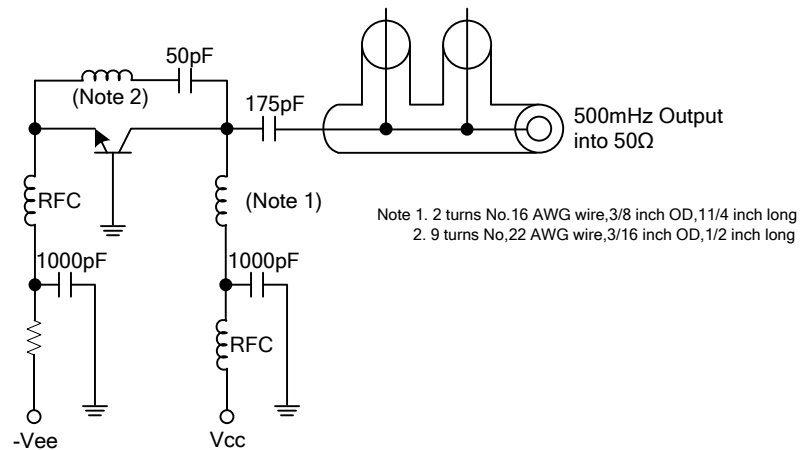 50pF
(Note 2)
175pF
500mHz Output
into 50Ω
RFC
(Note 1)
Note 1. 2 turns No.16 AWG wire,3/8 inch OD,11/4 inch long
2. 9 turns No,22 AWG wire,3/16 inch OD,1/2 inch long
1000pF
1000pF
RFC
-Vee
Vcc